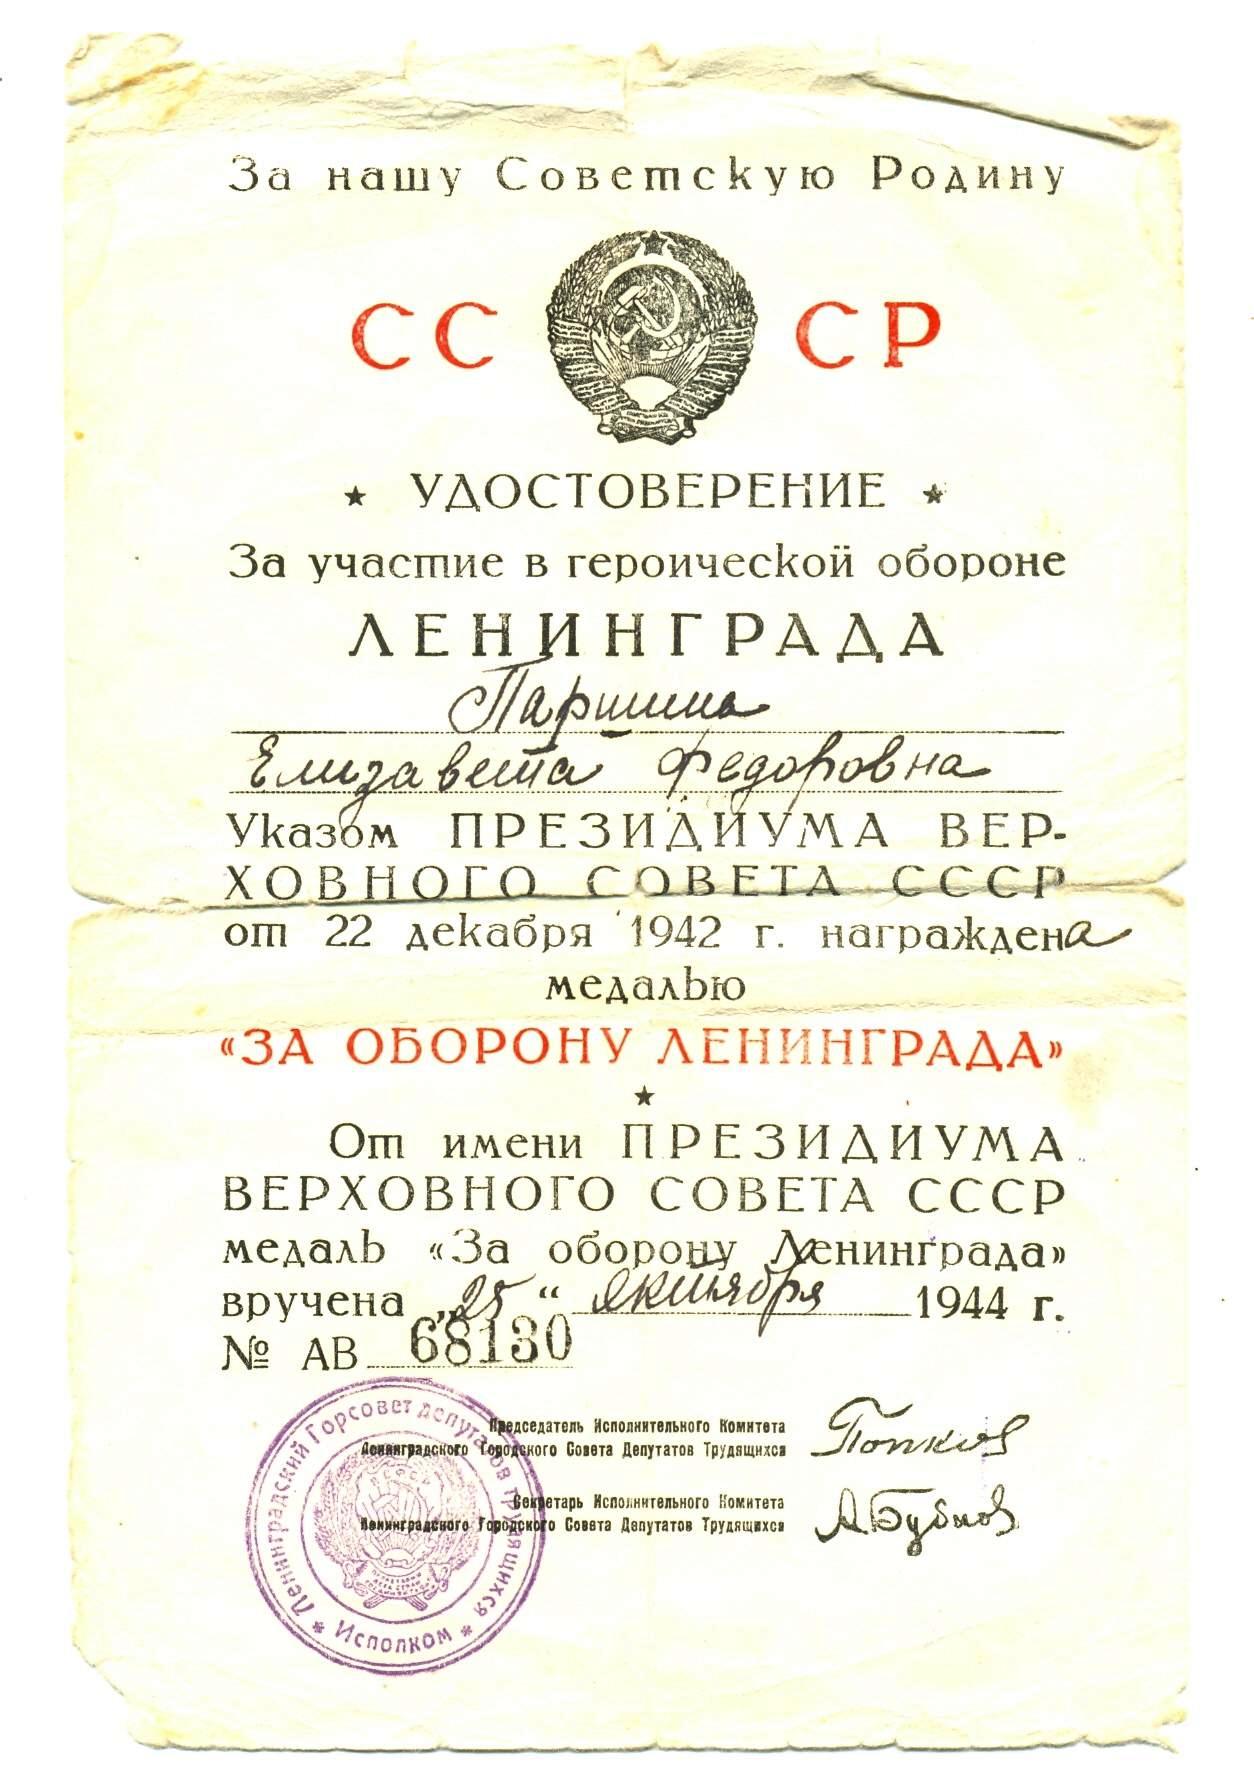 За нашу Советскую Родину
СС СР
★ УДОСТОВЕРЕНИЕ ★
За участие в героической обороне
ЛЕНИНГРАДА
Паршина
Елизавета Федоровна
Указом ПРЕЗИДИУМА ВЕР-
ХОВНОГО СОВЕТА СССР
от 22 декабря 1942 г. награждена
медалью
«ЗА ОБОРОНУ ЛЕНИНГРАДА»
★
От имени ПРЕЗИДИУМА
ВЕРХОВНОГО СОВЕТА СССР
медаль «За оборону Ленинграда»
вручена „25“ октября 1944 г.
№ АВ 68130
Председатель Исполнительного Комитета
Ленинградского Городского Совета Депутатов Трудящихся
Попков
Секретарь Исполнительного Комитета
Ленинградского Городского Совета Депутатов Трудящихся
А Бубнов
Ленинградский Горсовет депутатов трудящихся
* Исполком *
РСФСР